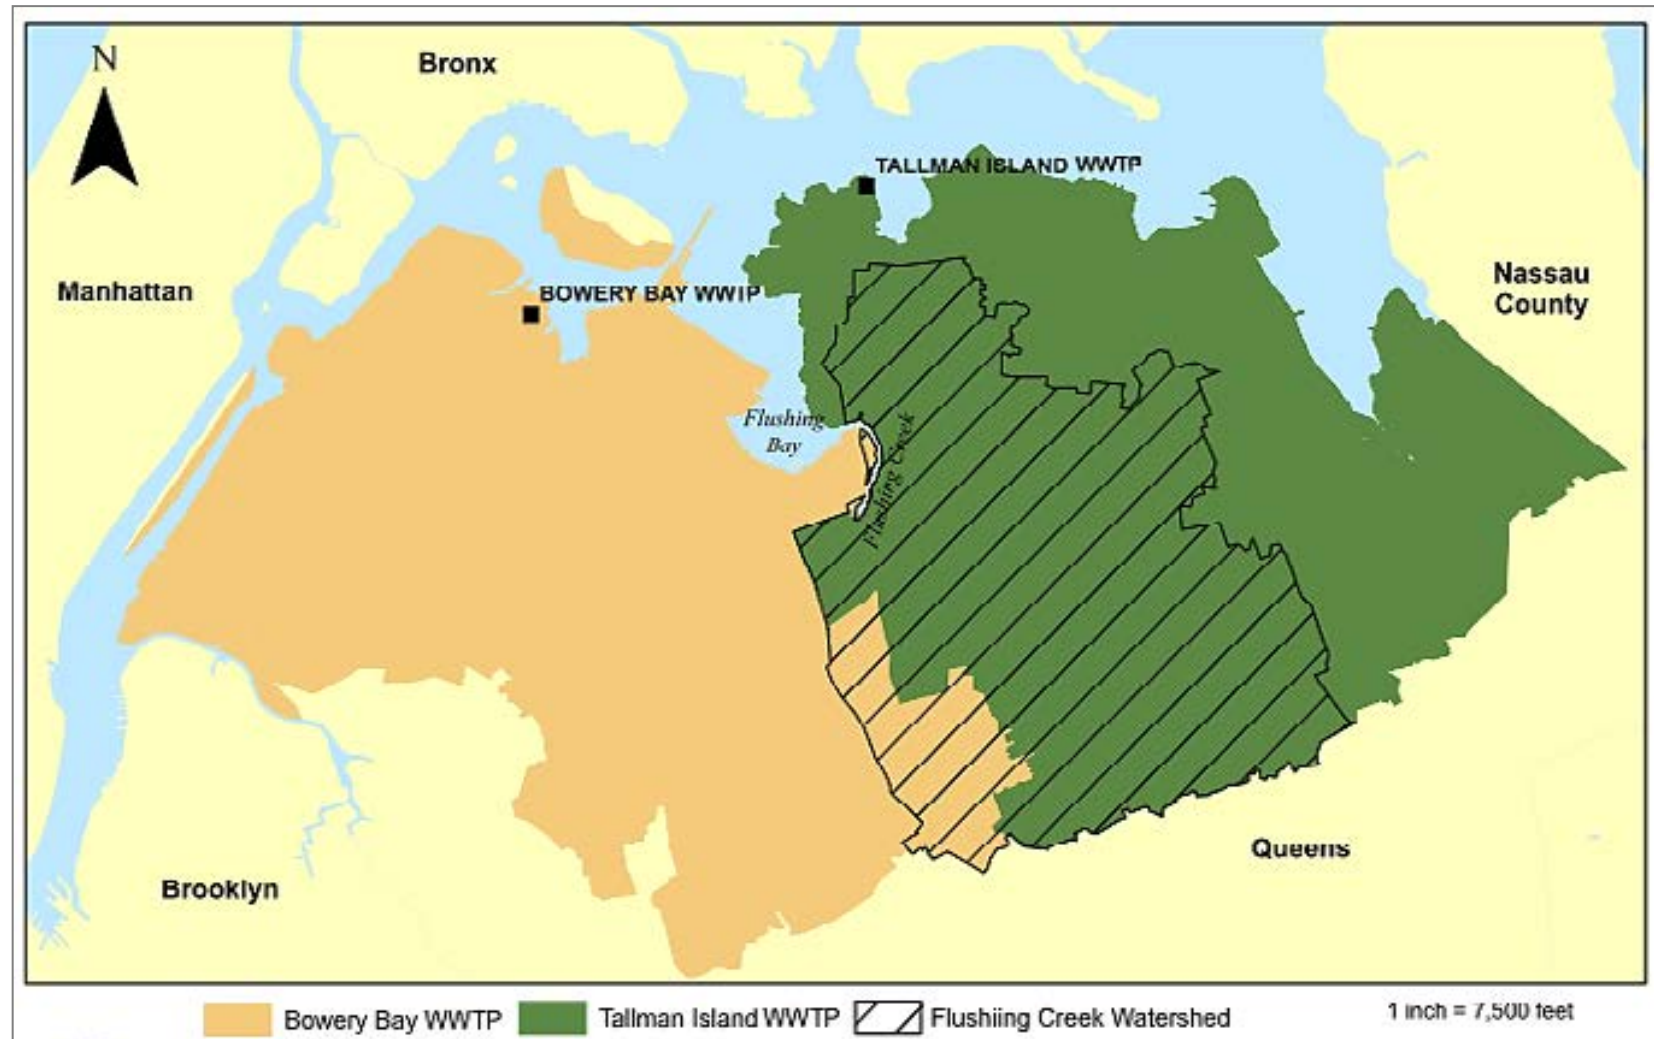 N
Bronx
TALLMAN ISLAND WWTP
Manhattan
BOWERY BAY WWTP
Nassau
County
Flushing
Bay
Flushing Creek
Brooklyn
Queens
Bowery Bay WWTP
Tallman Island WWTP
Flushiing Creek Watershed
1 inch = 7,500 feet